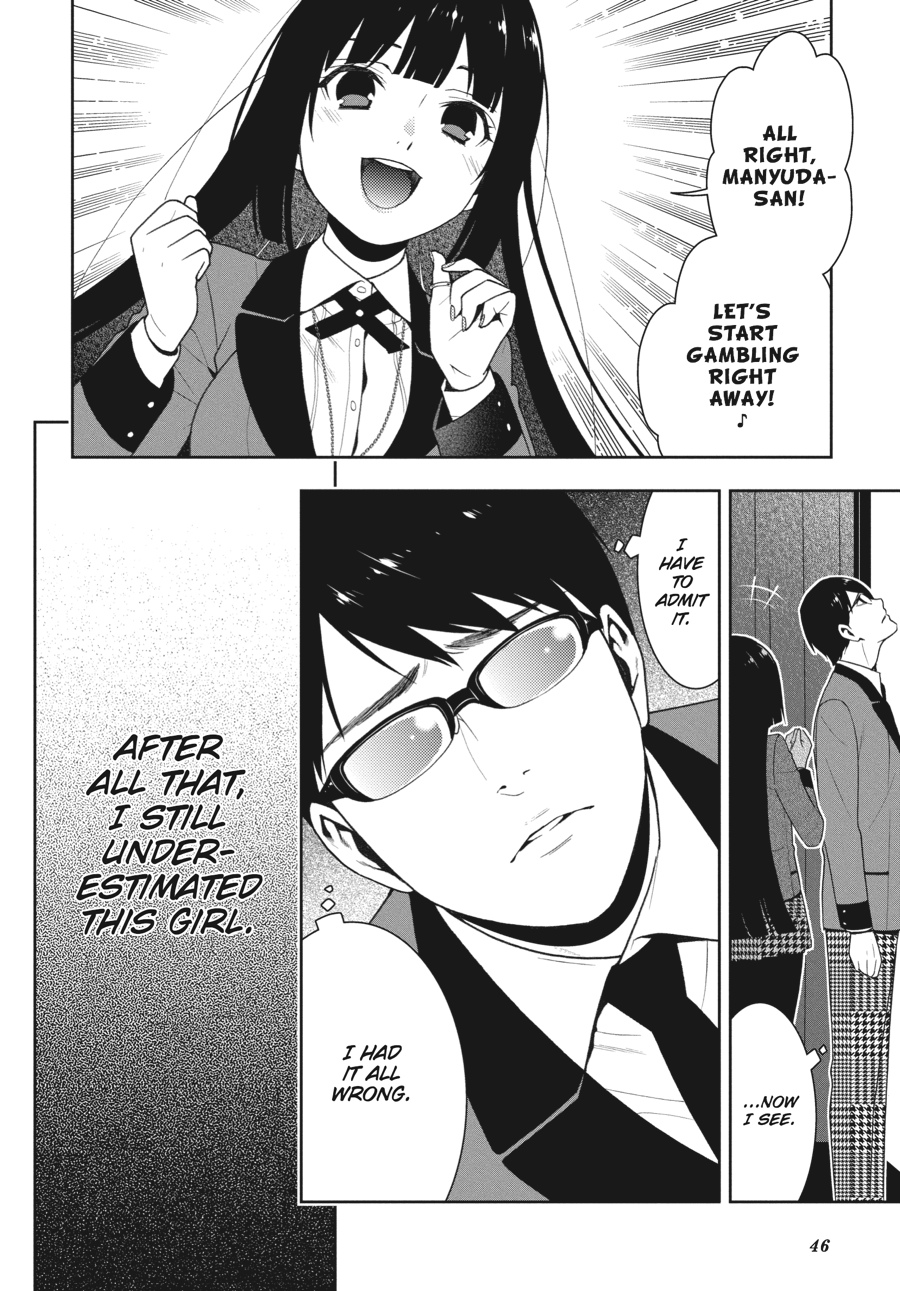 ALL
RIGHT,
MANYUDA-
SAN!
LET'S
START
GAMBLING
RIGHT
AWAY!
♪
...NOW
I SEE.
I
HAVE
TO
ADMIT
IT.
I HAD
IT ALL
WRONG.
AFTER
ALL THAT,
I STILL
UNDER-
ESTIMATED
THIS GIRL.
46